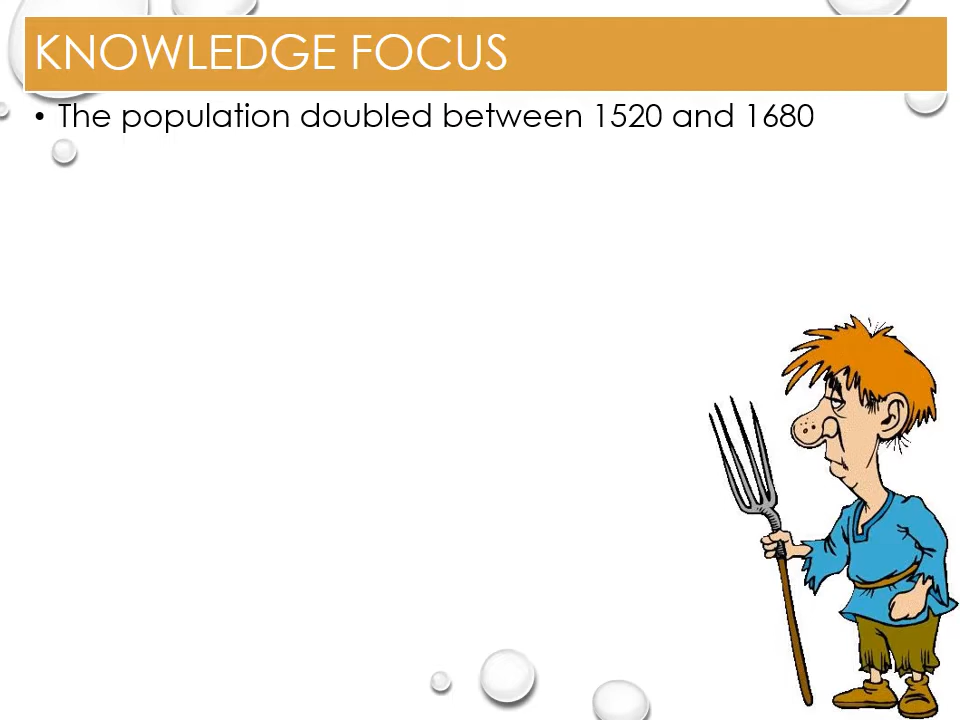 KNOWLEDGE FOCUS
• The population doubled between 1520 and 1680